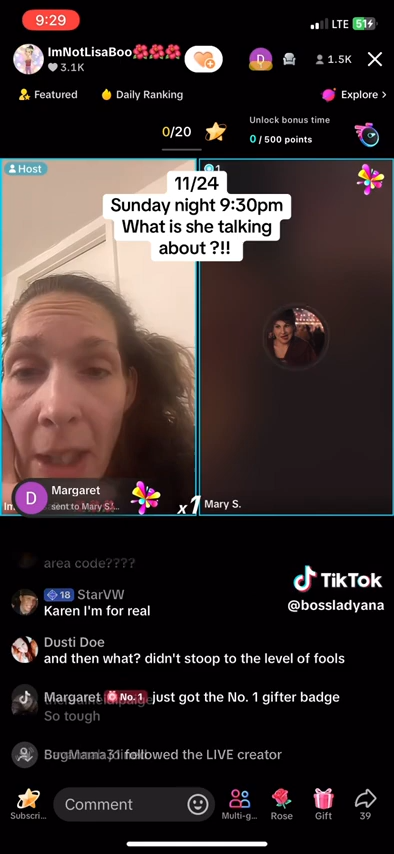 9:29
LTE 51
ImNotLisaBoo🌺🌺🌺
3.1K
D
1.5K
Featured
Daily Ranking
Explore >
0/20
Unlock bonus time
0 / 500 points
Host
1
11/24
Sunday night 9:30pm
What is she talking
about ?!!
D
Margaret
sent to Mary S...
x1
Mary S.
area code????
18 StarVW
Karen I'm for real
TikTok
@bossladyana
Dusti Doe
and then what? didn't stoop to the level of fools
Margaret No. 1 just got the No. 1 gifter badge
So tough
followed the LIVE creator
Subscri...
Comment
Multi-g...
Rose
Gift
39